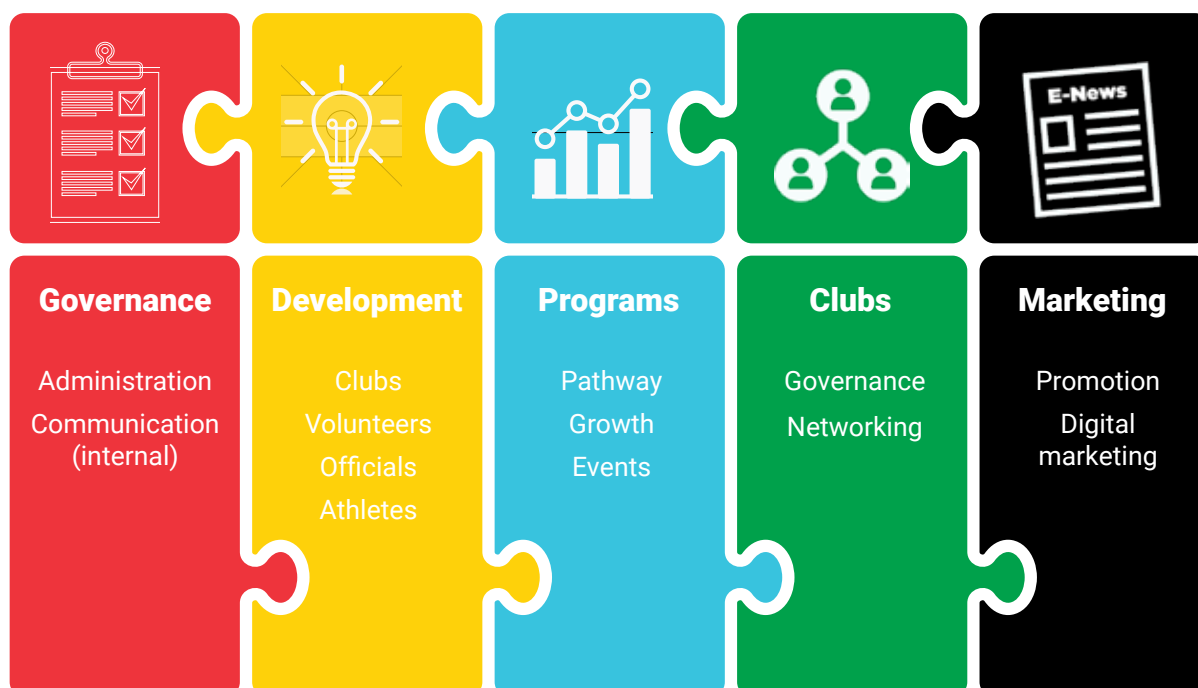 E-News
Governance
Administration
Communication
(internal)
Development
Clubs
Volunteers
Officials
Athletes
Programs
Pathway
Growth
Events
Clubs
Governance
Networking
Marketing
Promotion
Digital
marketing